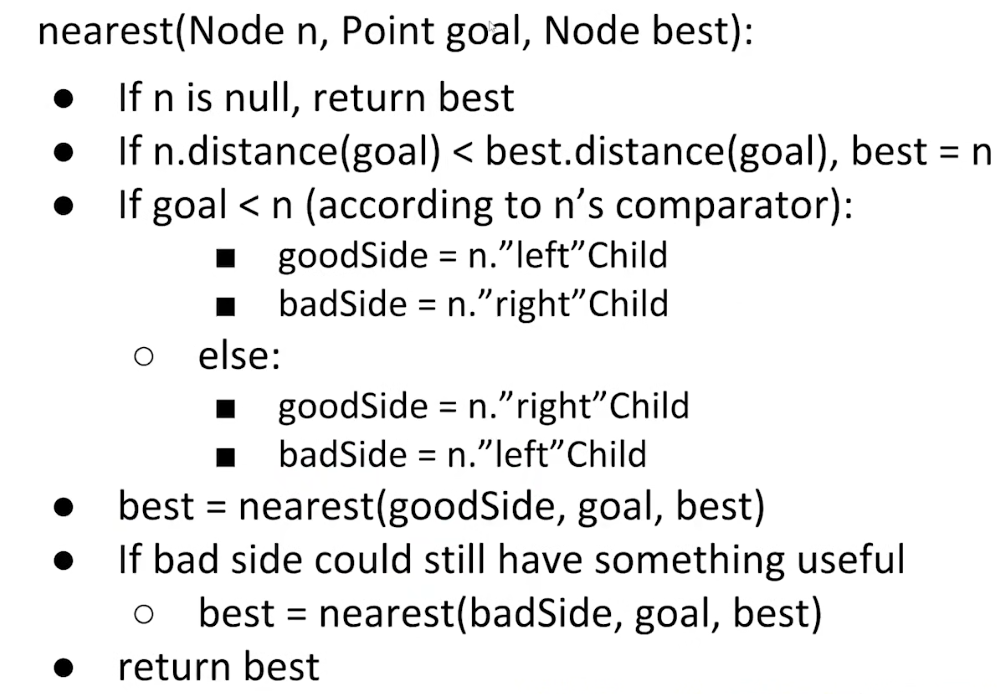 nearest(Node n, Point goal, Node best):
● If n is null, return best
● If n.distance(goal) < best.distance(goal), best = n
● If goal < n (according to n’s comparator):
■ goodSide = n.”left”Child
■ badSide = n.”right”Child
○ else:
■ goodSide = n.”right”Child
■ badSide = n.”left”Child
● best = nearest(goodSide, goal, best)
● If bad side could still have something useful
○ best = nearest(badSide, goal, best)
● return best